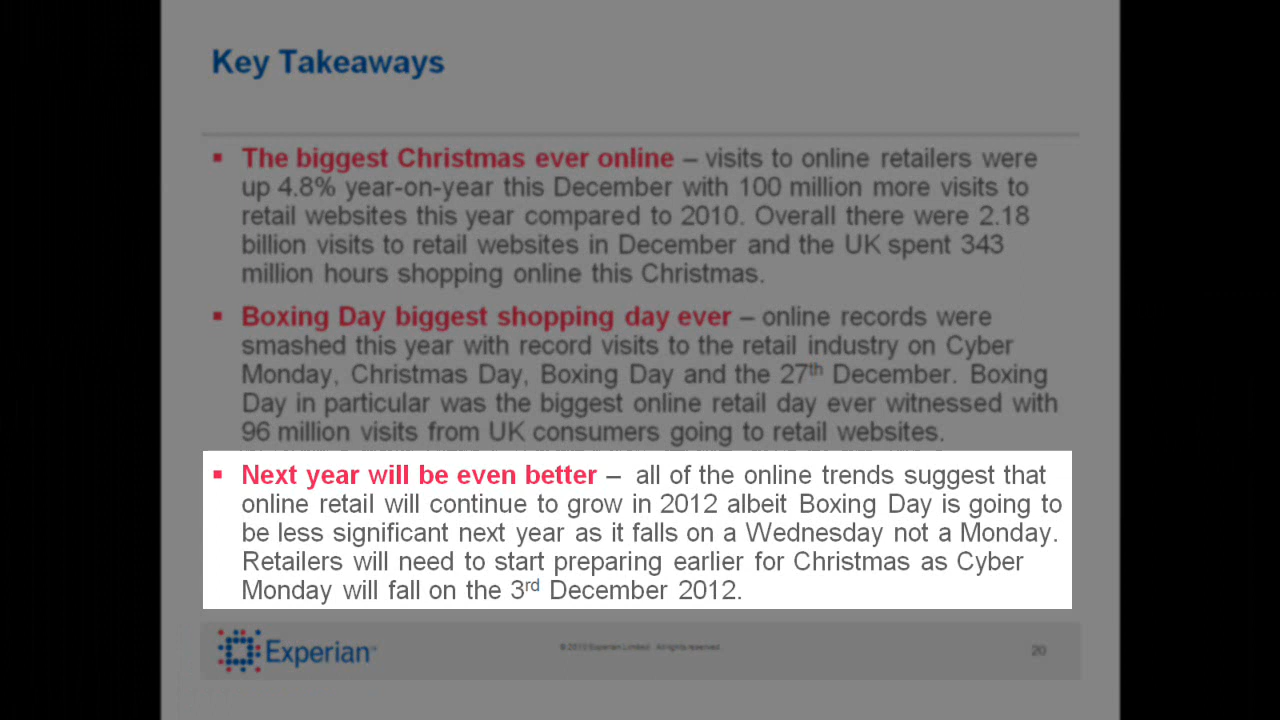 Key Takeaways
▪ The biggest Christmas ever online – visits to online retailers were
up 4.8% year-on-year this December with 100 million more visits to
retail websites this year compared to 2010. Overall there were 2.18
billion visits to retail websites in December and the UK spent 343
million hours shopping online this Christmas.
▪ Boxing Day biggest shopping day ever – online records were
smashed this year with record visits to the retail industry on Cyber
Monday, Christmas Day, Boxing Day and the 27th December. Boxing
Day in particular was the biggest online retail day ever witnessed with
96 million visits from UK consumers going to retail websites.
▪ Next year will be even better – all of the online trends suggest that
online retail will continue to grow in 2012 albeit Boxing Day is going to
be less significant next year as it falls on a Wednesday not a Monday.
Retailers will need to start preparing earlier for Christmas as Cyber
Monday will fall on the 3rd December 2012.
Experian™
© 2010 Experian Limited. All rights reserved.
20